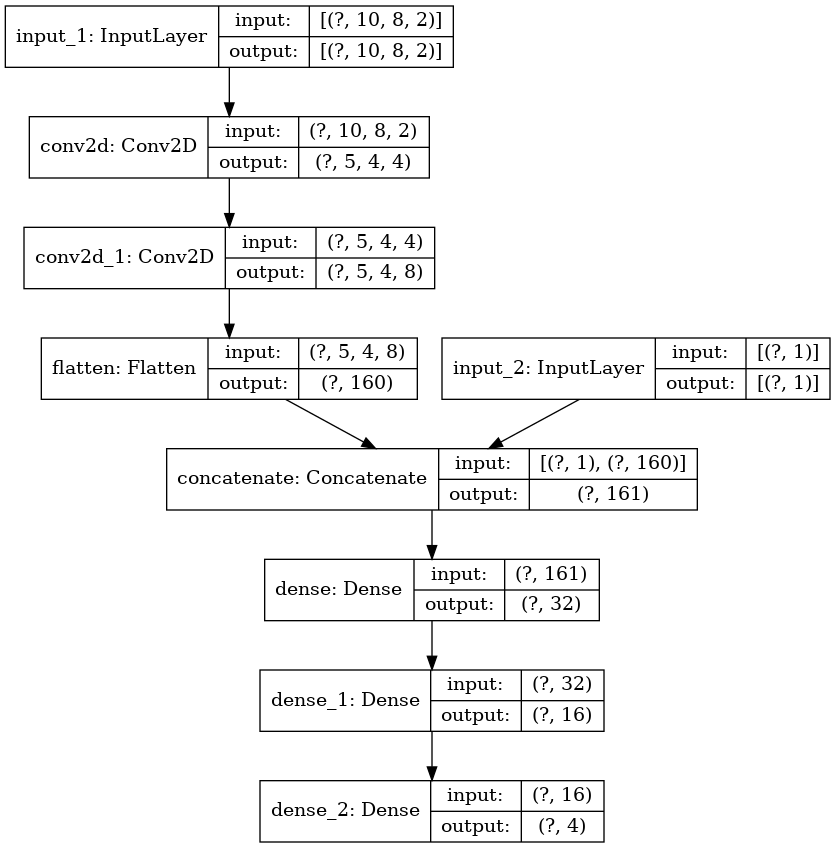 input_1: InputLayer
input: [(?, 10, 8, 2)]
output: [(?, 10, 8, 2)]
conv2d: Conv2D
input: (?, 10, 8, 2)
output: (?, 5, 4, 4)
conv2d_1: Conv2D
input: (?, 5, 4, 4)
output: (?, 5, 4, 8)
flatten: Flatten
input: (?, 5, 4, 8)
output: (?, 160)
input_2: InputLayer
input: [(?, 1)]
output: [(?, 1)]
concatenate: Concatenate
input: [(?, 1), (?, 160)]
output: (?, 161)
dense: Dense
input: (?, 161)
output: (?, 32)
dense_1: Dense
input: (?, 32)
output: (?, 16)
dense_2: Dense
input: (?, 16)
output: (?, 4)